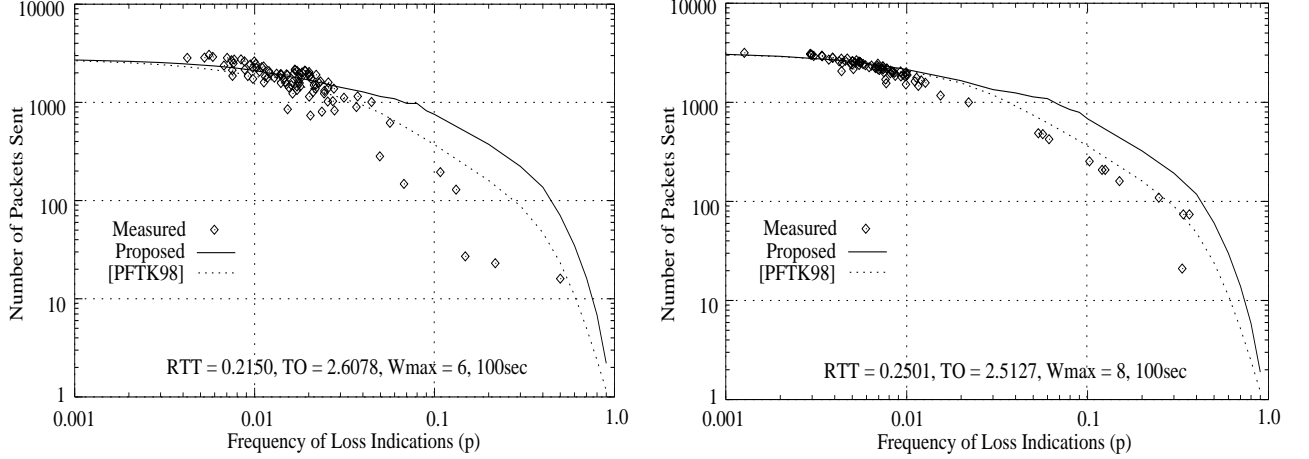 10000
1000
100
10
1
Number of Packets Sent
Measured
Proposed
[PFTK98]
RTT = 0.2150, TO = 2.6078, Wmax = 6, 100sec
0.001 0.01 0.1 1.0
Frequency of Loss Indications (p)
10000
1000
100
10
1
Number of Packets Sent
Measured
Proposed
[PFTK98]
RTT = 0.2501, TO = 2.5127, Wmax = 8, 100sec
0.001 0.01 0.1 1.0
Frequency of Loss Indications (p)